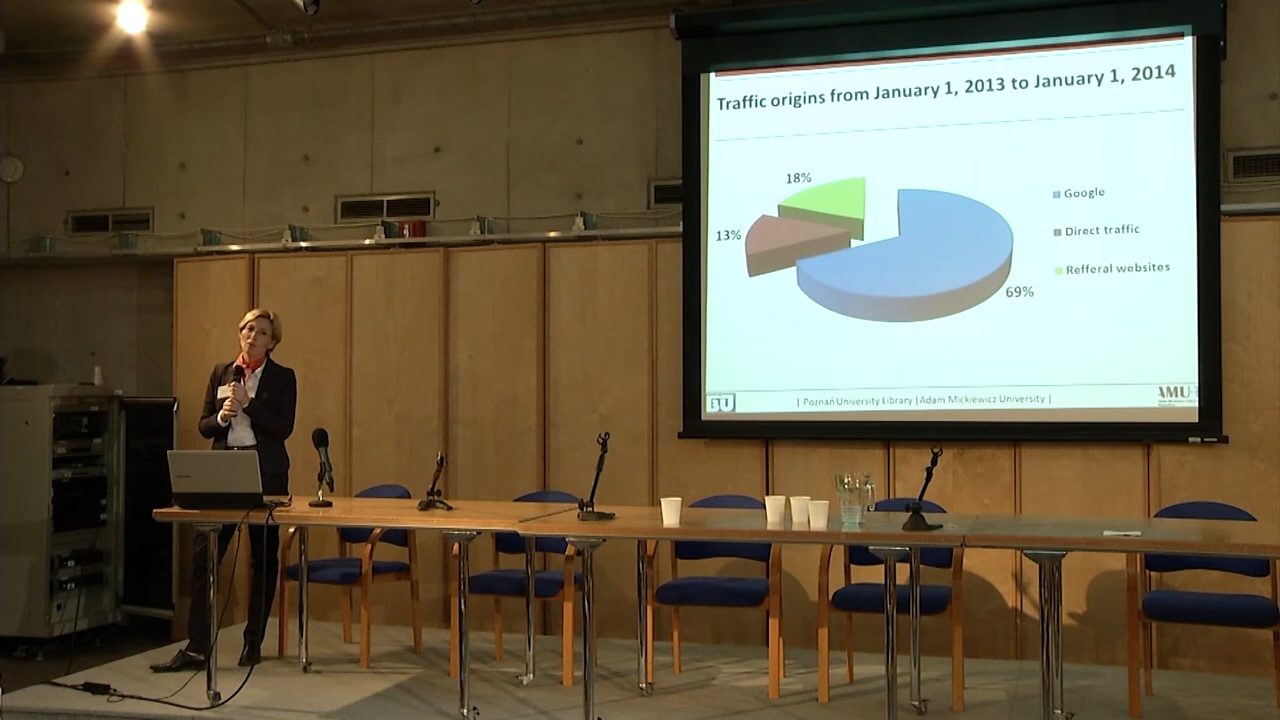 Traffic origins from January 1, 2013 to January 1, 2014
18%
13%
69%
Google
Direct traffic
Refferal websites
| Poznań University Library |Adam Mickiewicz University |
AMU